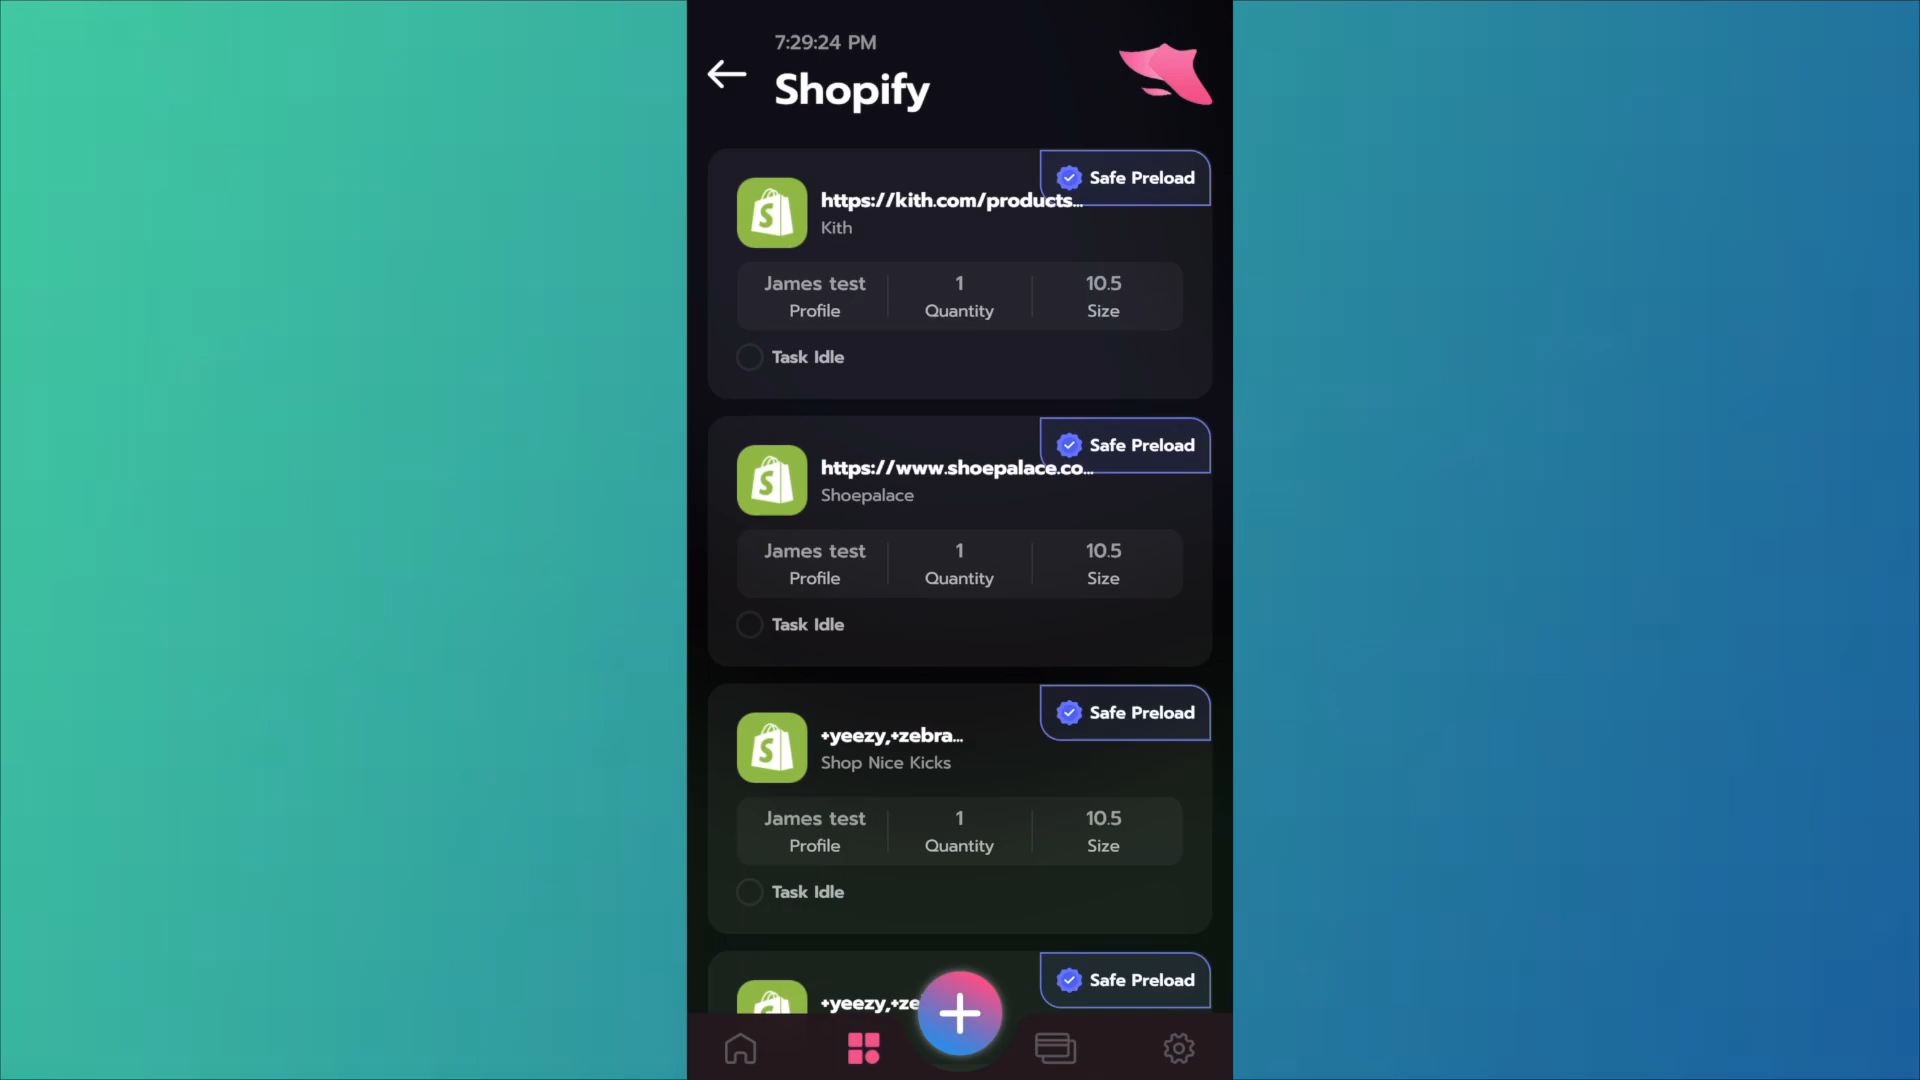 7:29:24 PM
Shopify
Safe Preload
https://kith.com/products...
Kith
James test
1
10.5
Profile
Quantity
Size
Task Idle
Safe Preload
https://www.shoepalace.co...
Shoepalace
James test
1
10.5
Profile
Quantity
Size
Task Idle
Safe Preload
+yeezy,+zebra...
Shop Nice Kicks
James test
1
10.5
Profile
Quantity
Size
Task Idle
Safe Preload
+yeezy,+ze